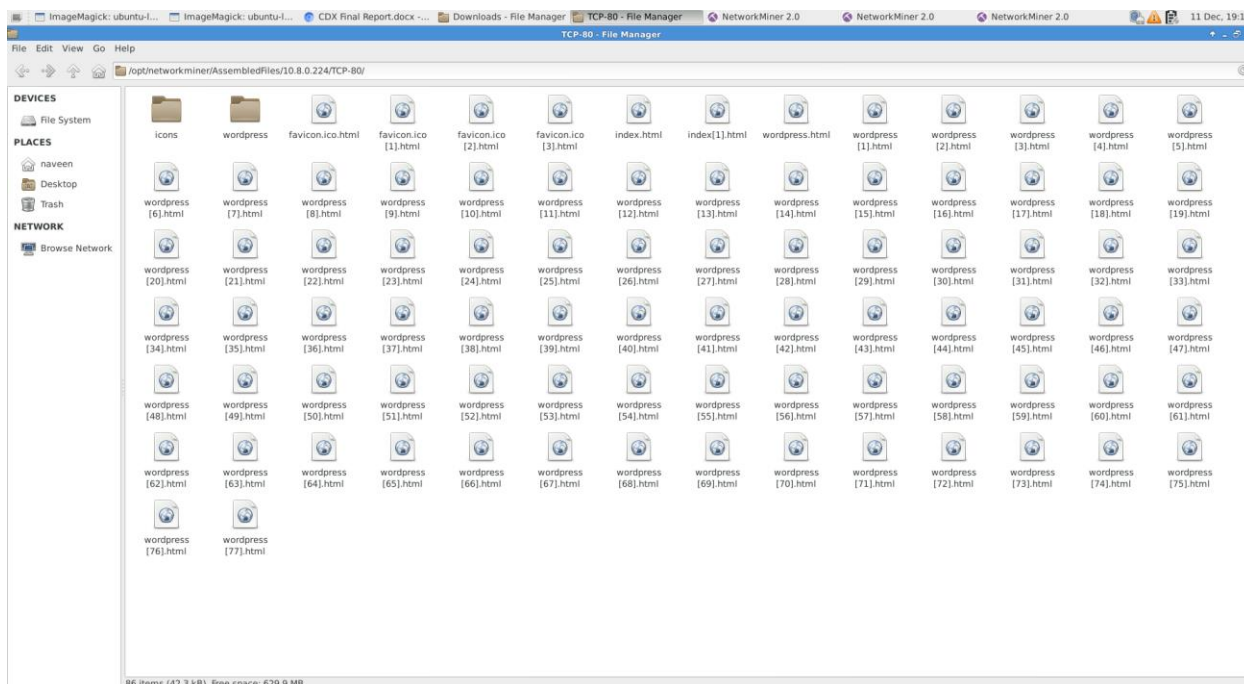 ImageMagick: ubuntu-l... ImageMagick: ubuntu-l... CDX Final Report.docx -... Downloads - File Manager TCP-80 - File Manager NetworkMiner 2.0 NetworkMiner 2.0 NetworkMiner 2.0 11 Dec, 19:1
TCP-80 - File Manager
File Edit View Go Help
/opt/networkminer/AssembledFiles/10.8.0.224/TCP-80/
DEVICES
File System
PLACES
naveen
Desktop
Trash
NETWORK
Browse Network
icons wordpress favicon.ico.html favicon.ico favicon.ico favicon.ico index.html index[1].html wordpress.html wordpress wordpress wordpress wordpress wordpress
[1].html [2].html [3].html [1].html [2].html [3].html [4].html [5].html
wordpress wordpress wordpress wordpress wordpress wordpress wordpress wordpress wordpress wordpress wordpress wordpress wordpress wordpress
[6].html [7].html [8].html [9].html [10].html [11].html [12].html [13].html [14].html [15].html [16].html [17].html [18].html [19].html
wordpress wordpress wordpress wordpress wordpress wordpress wordpress wordpress wordpress wordpress wordpress wordpress wordpress wordpress
[20].html [21].html [22].html [23].html [24].html [25].html [26].html [27].html [28].html [29].html [30].html [31].html [32].html [33].html
wordpress wordpress wordpress wordpress wordpress wordpress wordpress wordpress wordpress wordpress wordpress wordpress wordpress wordpress
[34].html [35].html [36].html [37].html [38].html [39].html [40].html [41].html [42].html [43].html [44].html [45].html [46].html [47].html
wordpress wordpress wordpress wordpress wordpress wordpress wordpress wordpress wordpress wordpress wordpress wordpress wordpress wordpress
[48].html [49].html [50].html [51].html [52].html [53].html [54].html [55].html [56].html [57].html [58].html [59].html [60].html [61].html
wordpress wordpress wordpress wordpress wordpress wordpress wordpress wordpress wordpress wordpress wordpress wordpress wordpress wordpress
[62].html [63].html [64].html [65].html [66].html [67].html [68].html [69].html [70].html [71].html [72].html [73].html [74].html [75].html
wordpress wordpress
[76].html [77].html
86 items (42.3 kB), Free space: 629.9 MB